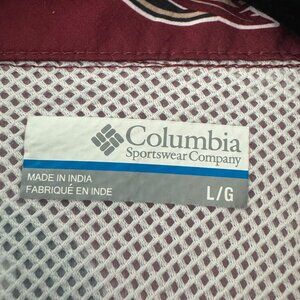 Columbia
Sportswear Company
MADE IN INDIA
FABRIQUÉ EN INDE
L/G